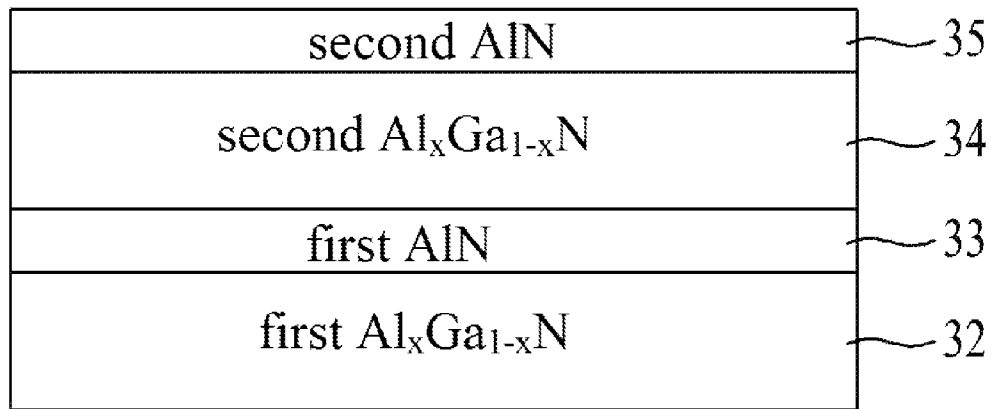 second AlN 35
second AlₓGa₁₋ₓN 34
first AlN 33
first AlₓGa₁₋ₓN 32